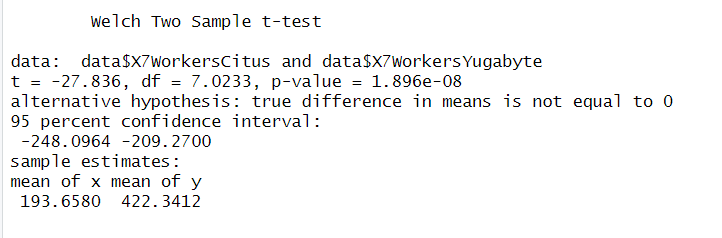 Welch Two Sample t-test
data:  data$X7WorkersCitus and data$X7WorkersYugabyte
t = -27.836, df = 7.0233, p-value = 1.896e-08
alternative hypothesis: true difference in means is not equal to 0
95 percent confidence interval:
 -248.0964 -209.2700
sample estimates:
mean of x mean of y
 193.6580  422.3412